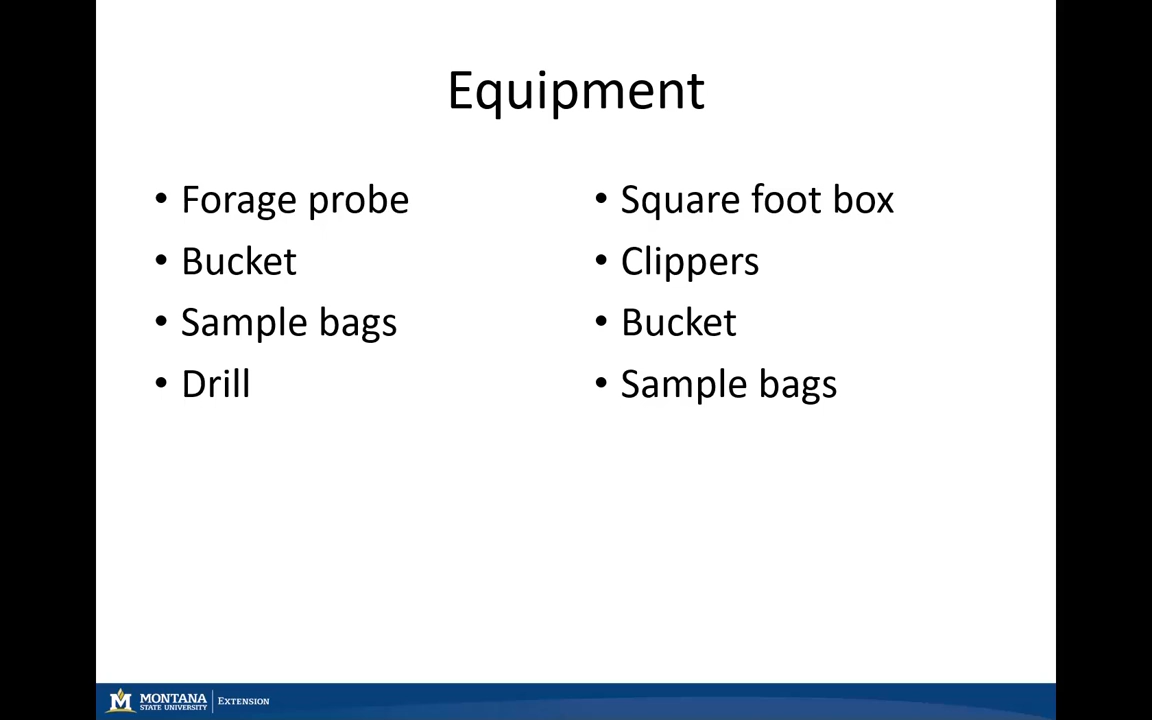 Equipment
• Forage probe
• Bucket
• Sample bags
• Drill
• Square foot box
• Clippers
• Bucket
• Sample bags
M MONTANA STATE UNIVERSITY | EXTENSION